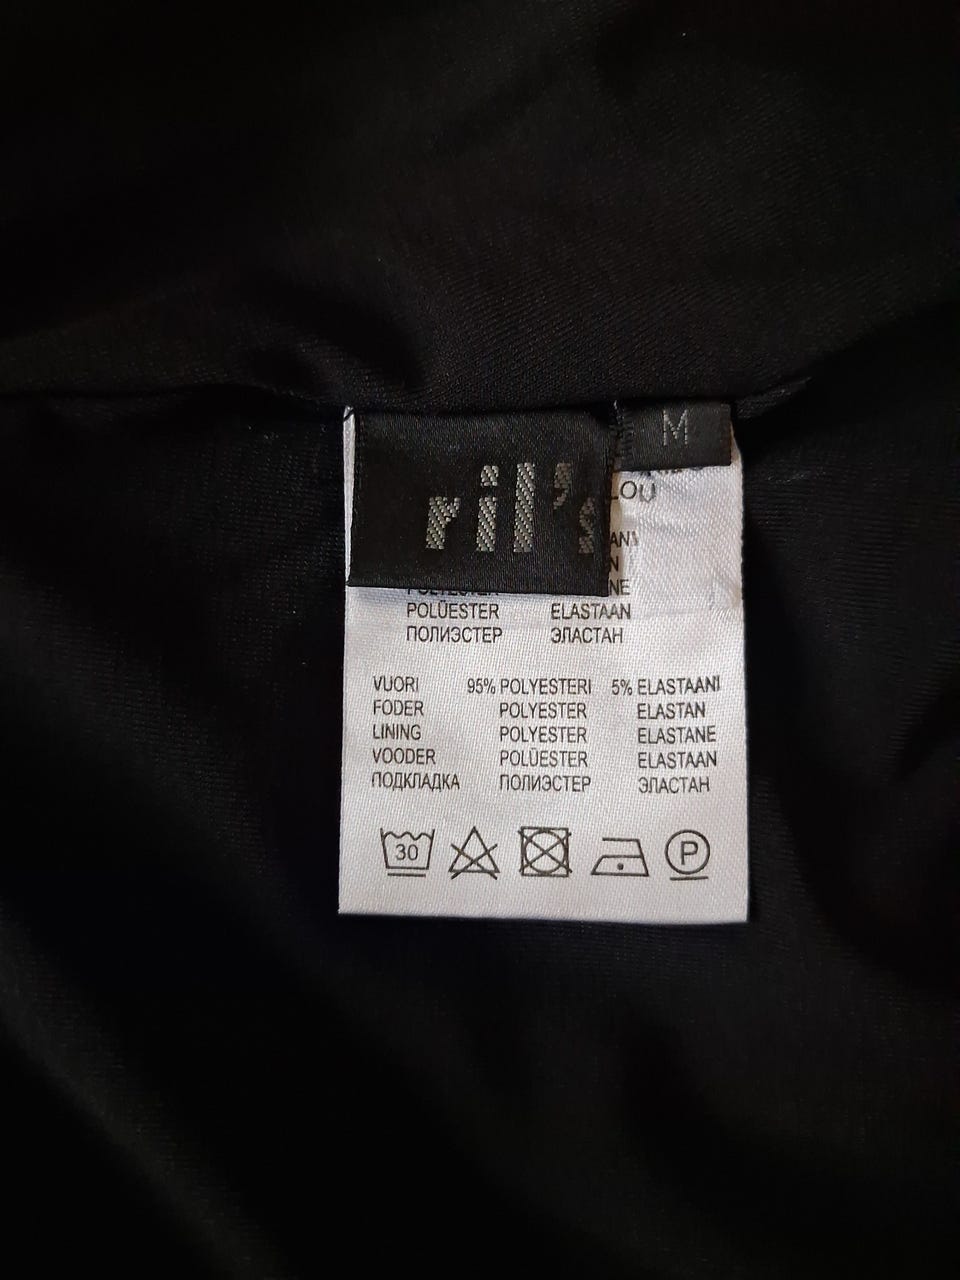 M
ril's
LOÜ
POLÜESTER ELASTAAN
ПОЛИЭСТЕР ЭЛАСТАН
VUORI 95% POLYESTERI 5% ELASTAANI
FODER POLYESTER ELASTAN
LINING POLYESTER ELASTANE
VOODER POLÜESTER ELASTAAN
ПОДКЛАДКА ПОЛИЭСТЕР ЭЛАСТАН
30 P